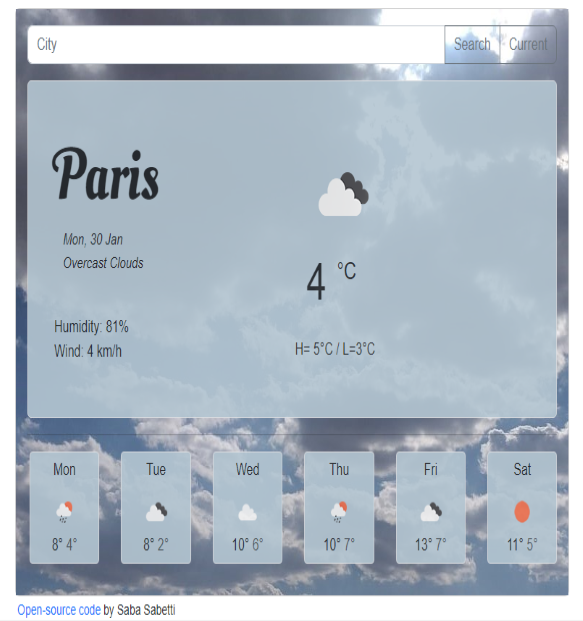 City
Search
Current
Paris
Mon, 30 Jan
Overcast Clouds
4 °C
Humidity: 81%
Wind: 4 km/h
H= 5°C / L=3°C
Mon
8° 4°
Tue
8° 2°
Wed
10° 6°
Thu
10° 7°
Fri
13° 7°
Sat
11° 5°
Open-source code by Saba Sabetti